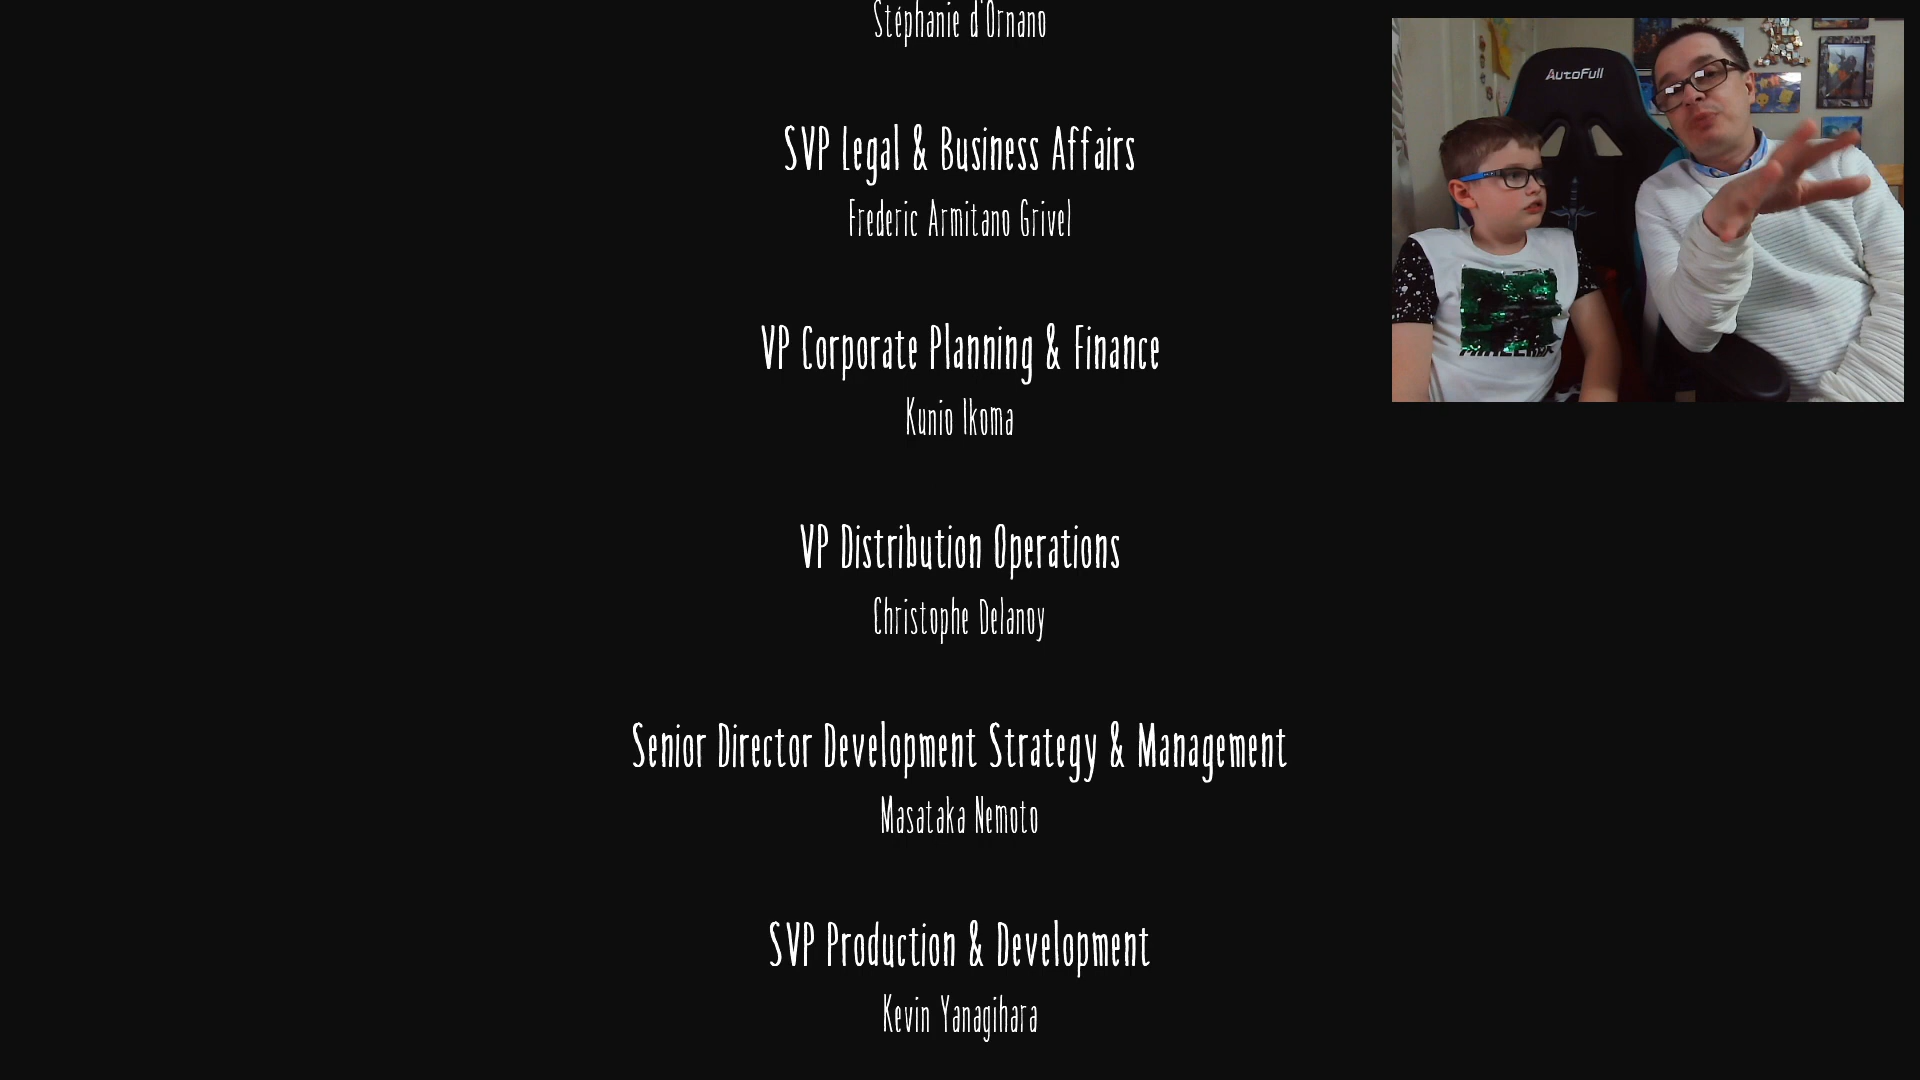 Stéphanie d'Ornano
SVP Legal & Business Affairs
Frederic Armitano Grivel
VP Corporate Planning & Finance
Kunio Ikoma
VP Distribution Operations
Christophe Delanoy
Senior Director Development Strategy & Management
Masataka Nemoto
SVP Production & Development
Kevin Yanagihara
AutoFull